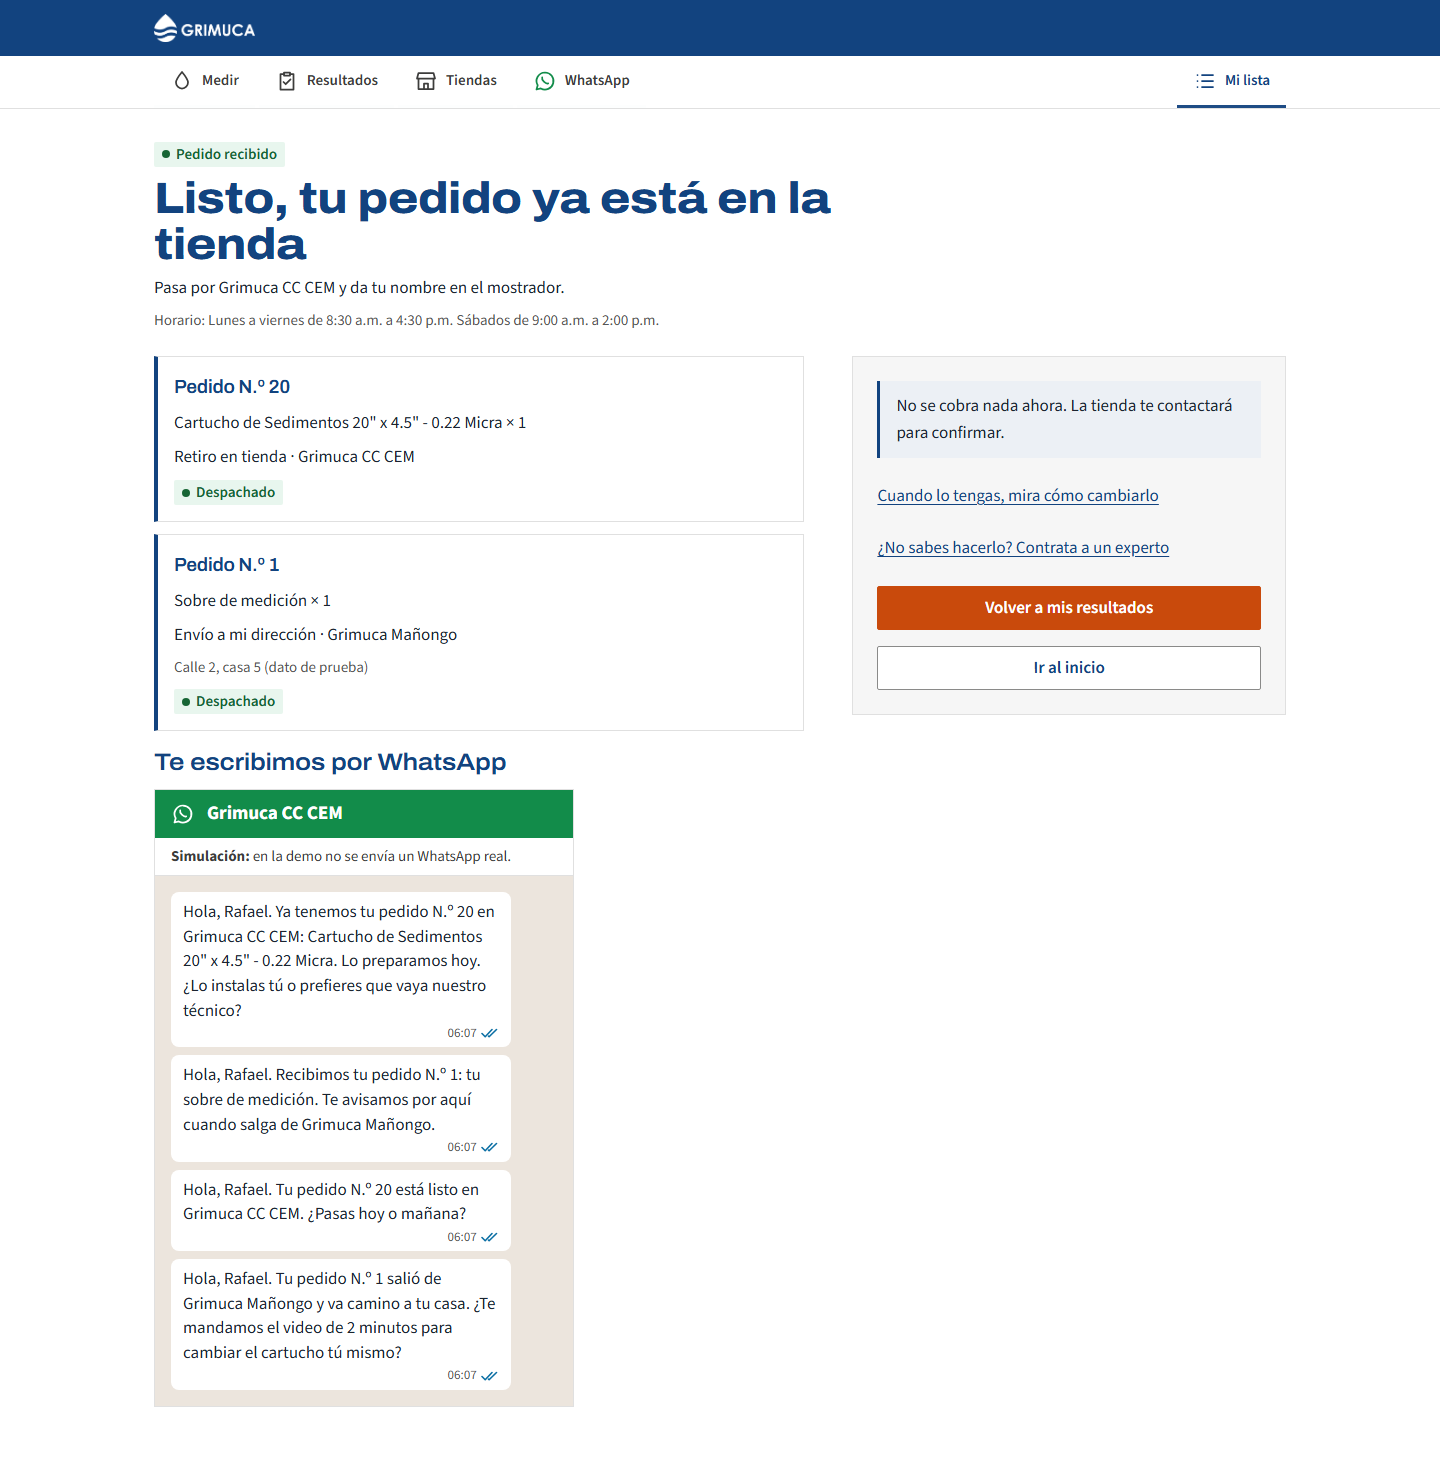 GRIMUCA
Medir
Resultados
Tiendas
WhatsApp
Mi lista
Pedido recibido
Listo, tu pedido ya está en la
tienda
Pasa por Grimuca CC CEM y da tu nombre en el mostrador.
Horario: Lunes a viernes de 8:30 a.m. a 4:30 p.m. Sábados de 9:00 a.m. a 2:00 p.m.
Pedido N.º 20
Cartucho de Sedimentos 20" x 4.5" - 0.22 Micra × 1
Retiro en tienda · Grimuca CC CEM
Despachado
Pedido N.º 1
Sobre de medición × 1
Envío a mi dirección · Grimuca Mañongo
Calle 2, casa 5 (dato de prueba)
Despachado
No se cobra nada ahora. La tienda te contactará
para confirmar.
Cuando lo tengas, mira cómo cambiarlo
¿No sabes hacerlo? Contrata a un experto
Volver a mis resultados
Ir al inicio
Te escribimos por WhatsApp
Grimuca CC CEM
Simulación: en la demo no se envía un WhatsApp real.
Hola, Rafael. Ya tenemos tu pedido N.º 20 en
Grimuca CC CEM: Cartucho de Sedimentos
20" x 4.5" - 0.22 Micra. Lo preparamos hoy.
¿Lo instalas tú o prefieres que vaya nuestro
técnico?
06:07
Hola, Rafael. Recibimos tu pedido N.º 1: tu
sobre de medición. Te avisamos por aquí
cuando salga de Grimuca Mañongo.
06:07
Hola, Rafael. Tu pedido N.º 20 está listo en
Grimuca CC CEM. ¿Pasas hoy o mañana?
06:07
Hola, Rafael. Tu pedido N.º 1 salió de
Grimuca Mañongo y va camino a tu casa. ¿Te
mandamos el video de 2 minutos para
cambiar el cartucho tú mismo?
06:07